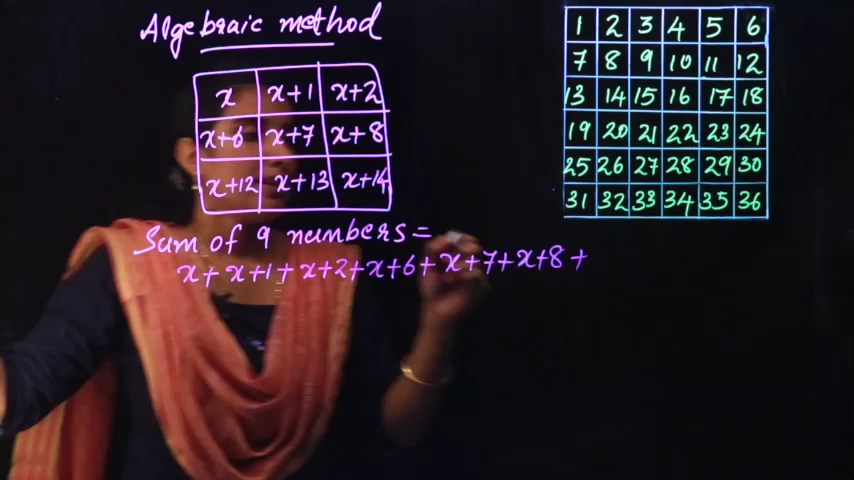 Algebraic method
x x+1 x+2
x+6 x+7 x+8
x+12 x+13 x+14
Sum of 9 numbers =
x+ x+1+ x+2+x+6+x+7+x+8+
1 2 3 4 5 6
7 8 9 10 11 12
13 14 15 16 17 18
19 20 21 22 23 24
25 26 27 28 29 30
31 32 33 34 35 36